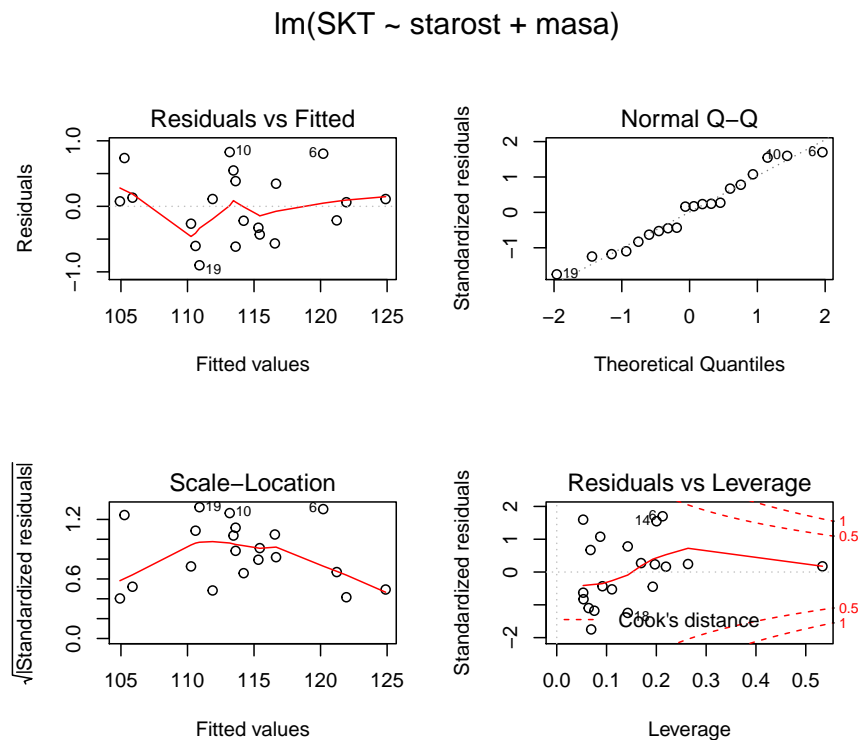 lm(SKT ~ starost + masa)
Residuals vs Fitted
Residuals
1.0
0.0
−1.0
10
6
19
105 110 115 120 125
Fitted values
Normal Q−Q
Standardized residuals
2
1
0
−1
10
6
19
−2 −1 0 1 2
Theoretical Quantiles
Scale−Location
√|Standardized residuals|
1.2
0.6
0.0
19
10
6
105 110 115 120 125
Fitted values
Residuals vs Leverage
Standardized residuals
2
1
0
−2
6
14
18
Cook's distance
1
0.5
0.5
1
0.0 0.1 0.2 0.3 0.4 0.5
Leverage